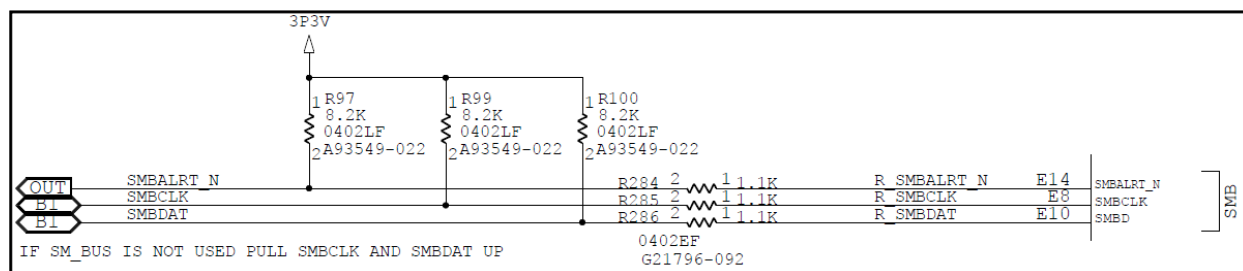 3P3V
1 R97 1 R99 1 R100
8.2K 8.2K 8.2K
0402LF 0402LF 0402LF
2 A93549-022 2 A93549-022 2 A93549-022
OUT SMBALRT_N R284 2 1 1.1K R_SMBALRT_N E14 SMBALRT_N
BI SMBCLK R285 2 1 1.1K R_SMBCLK E8 SMBCLK
BI SMBDAT R286 2 1 1.1K R_SMBDAT E10 SMBD
SMB
0402EF
IF SM_BUS IS NOT USED PULL SMBCLK AND SMBDAT UP
G21796-092